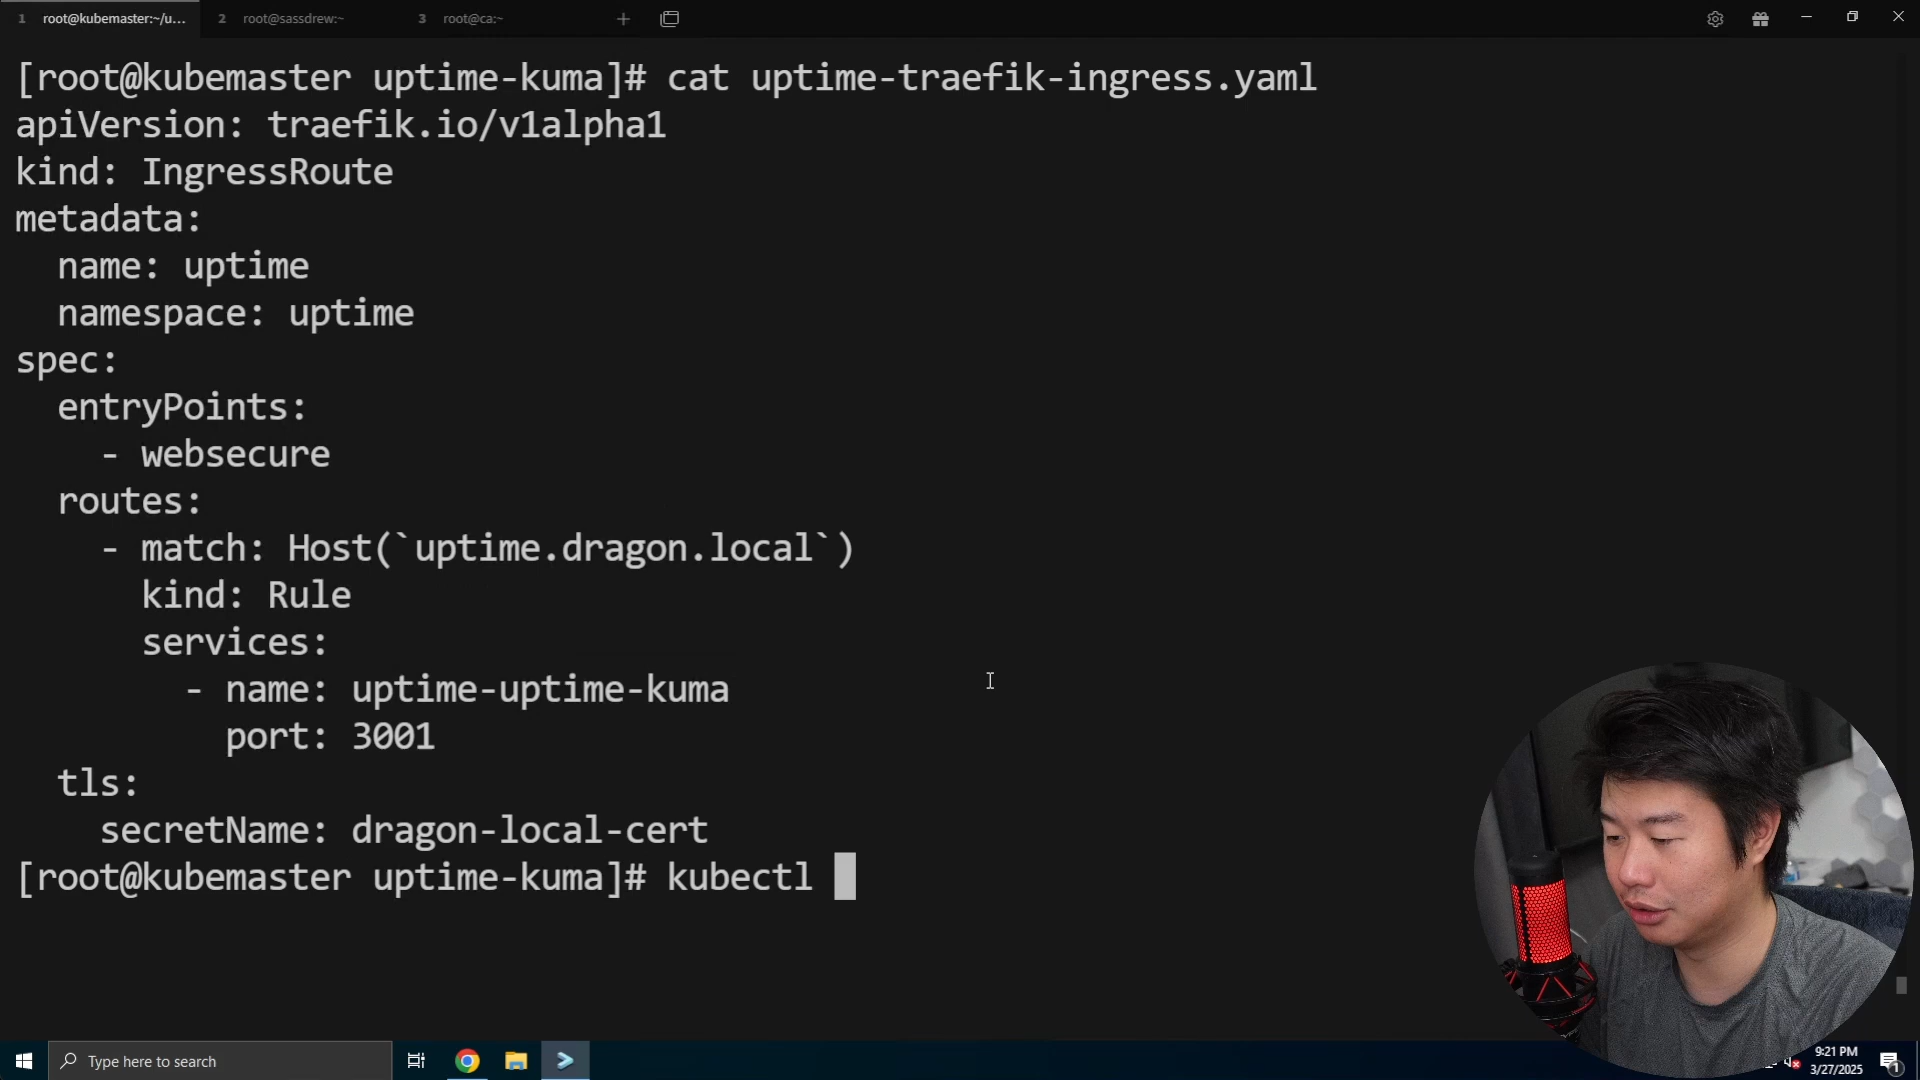 1 root@kubemaster:~/u...
2 root@sassdrew:~
3 root@ca:~
[root@kubemaster uptime-kuma]# cat uptime-traefik-ingress.yaml
apiVersion: traefik.io/v1alpha1
kind: IngressRoute
metadata:
  name: uptime
  namespace: uptime
spec:
  entryPoints:
    - websecure
  routes:
    - match: Host(`uptime.dragon.local`)
      kind: Rule
      services:
        - name: uptime-uptime-kuma
          port: 3001
  tls:
    secretName: dragon-local-cert
[root@kubemaster uptime-kuma]# kubectl
Type here to search
9:21 PM
3/27/2025
1